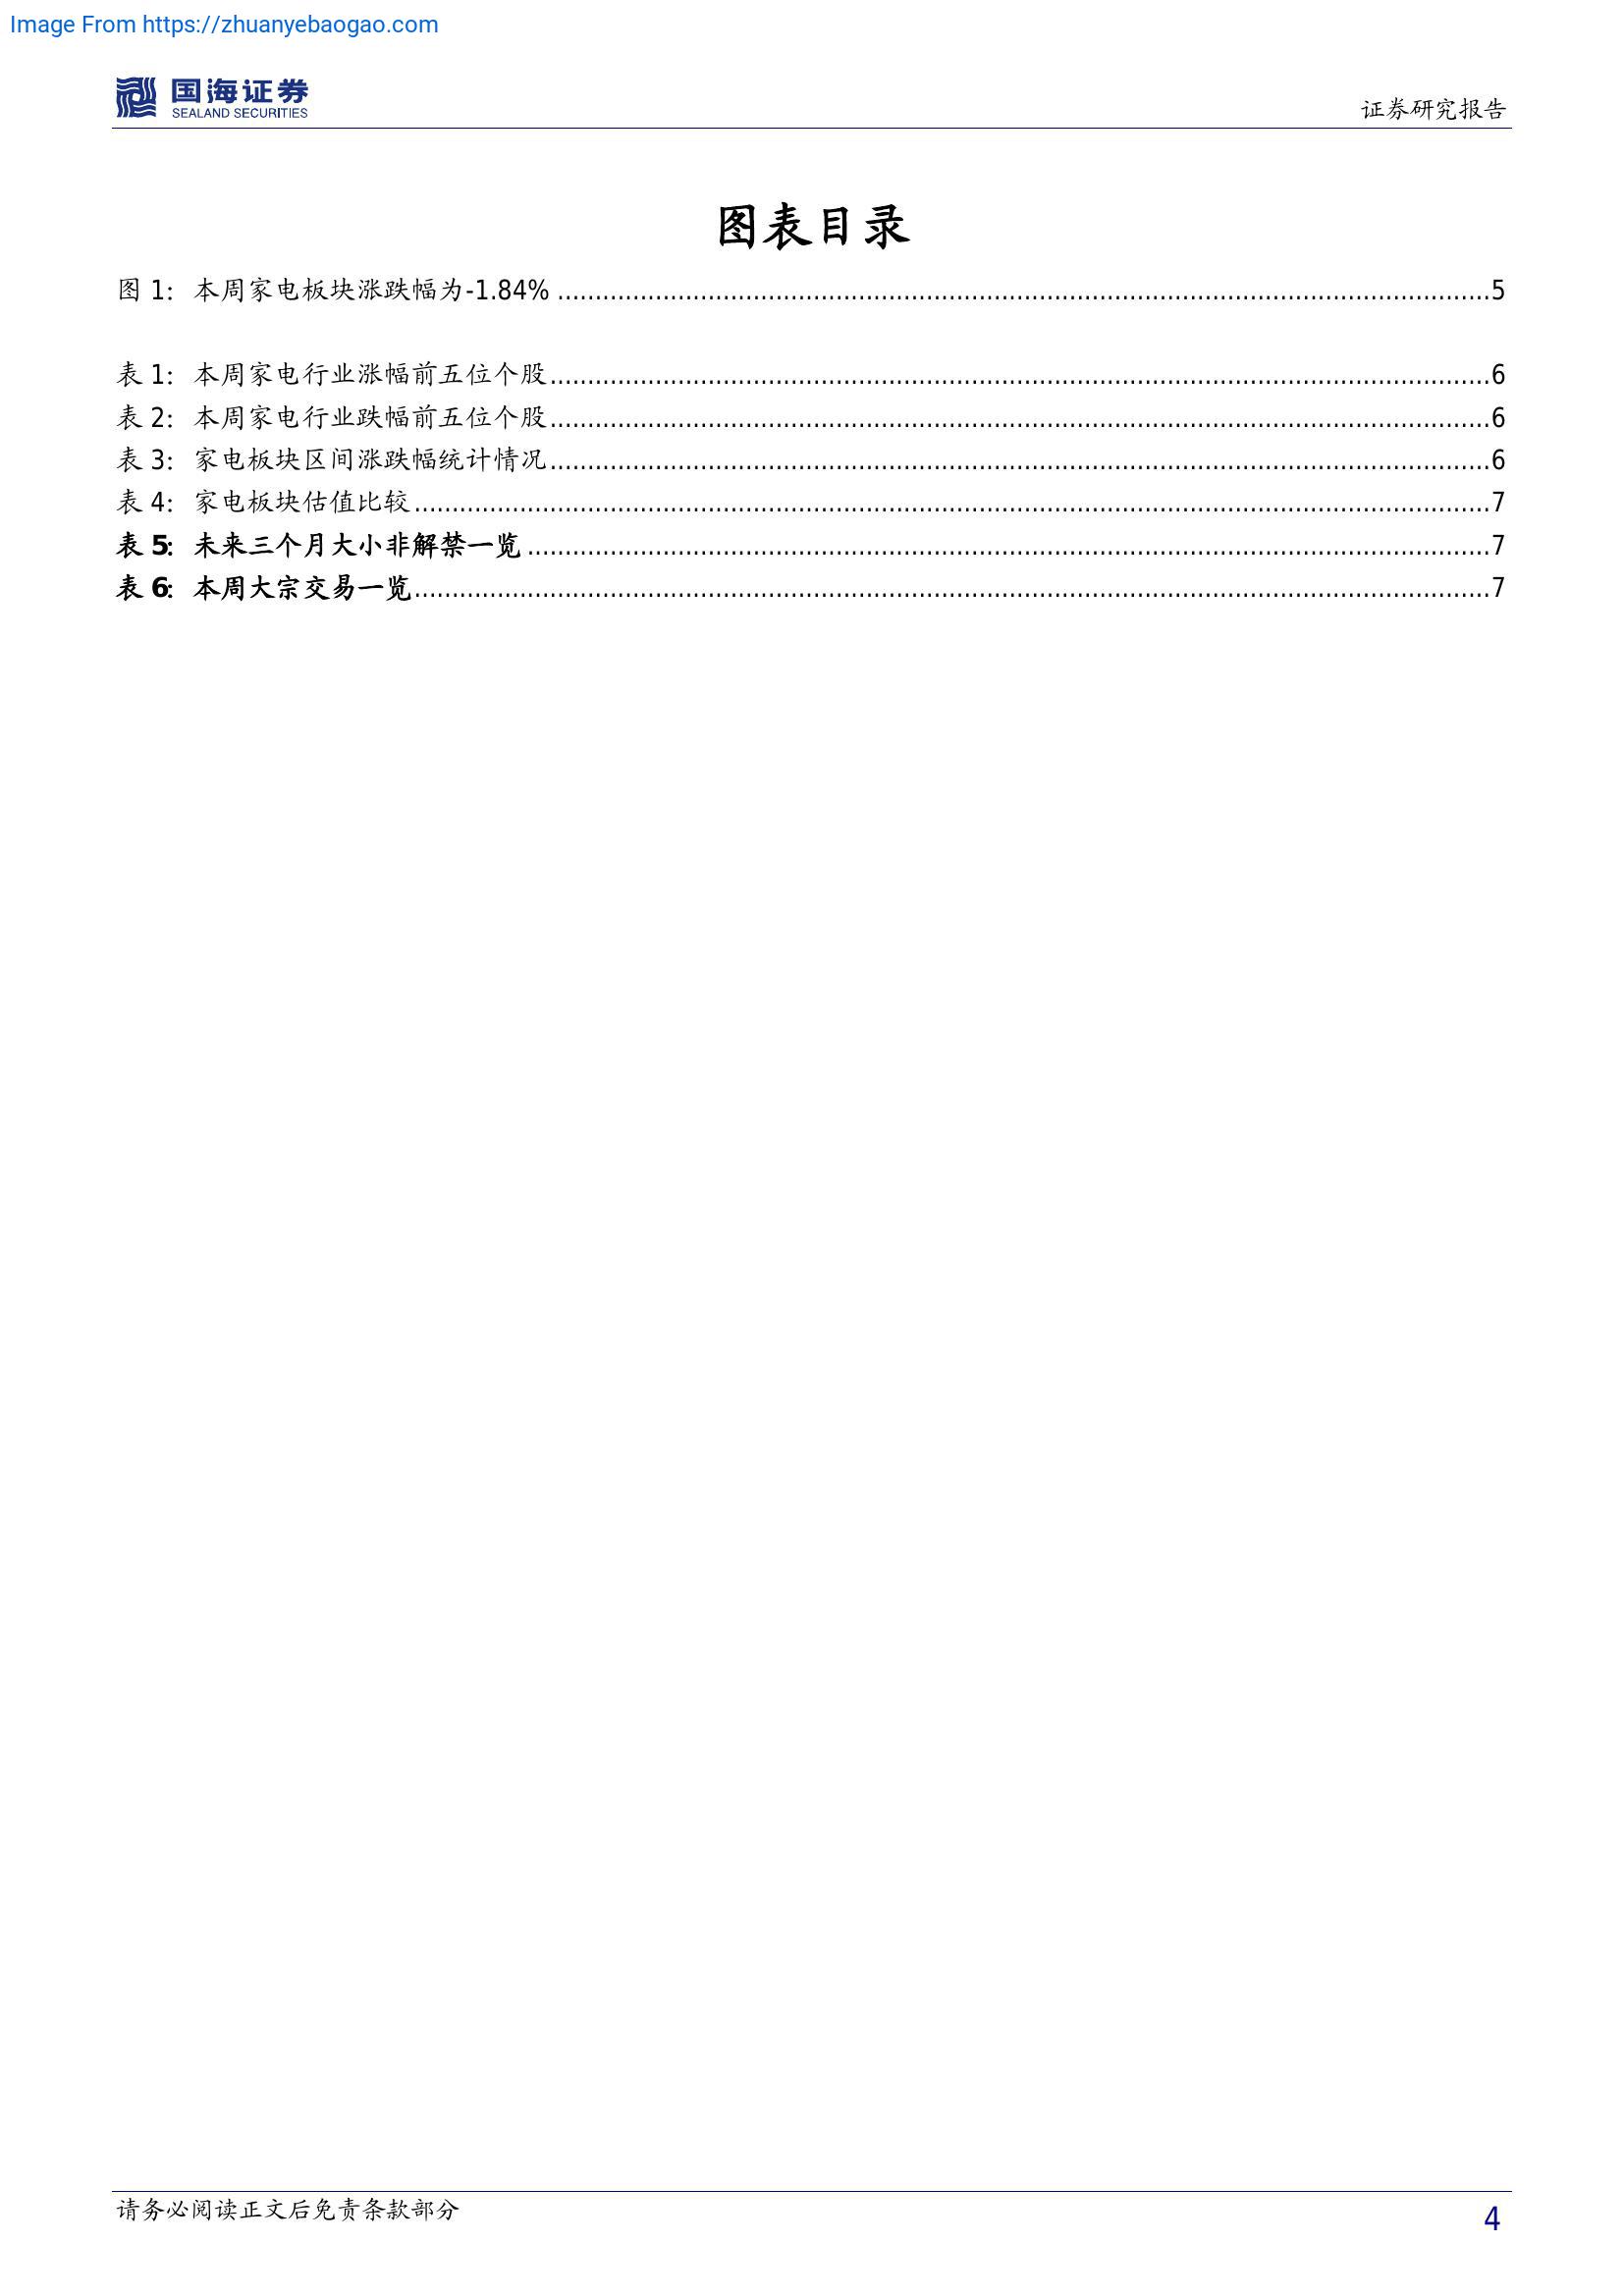 Image From https://zhuanyebaogao.com
国海证券
SEALAND SECURITIES
证券研究报告
图表目录
图 1: 本周家电板块涨跌幅为-1.84% ........................................ 5
表 1: 本周家电行业涨幅前五位个股........................................ 6
表 2: 本周家电行业跌幅前五位个股........................................ 6
表 3: 家电板块区间涨跌幅统计情况........................................ 6
表 4: 家电板块估值比较........................................ 7
表 5: 未来三个月大小非解禁一览........................................ 7
表 6: 本周大宗交易一览........................................ 7
请务必阅读正文后免责条款部分
4